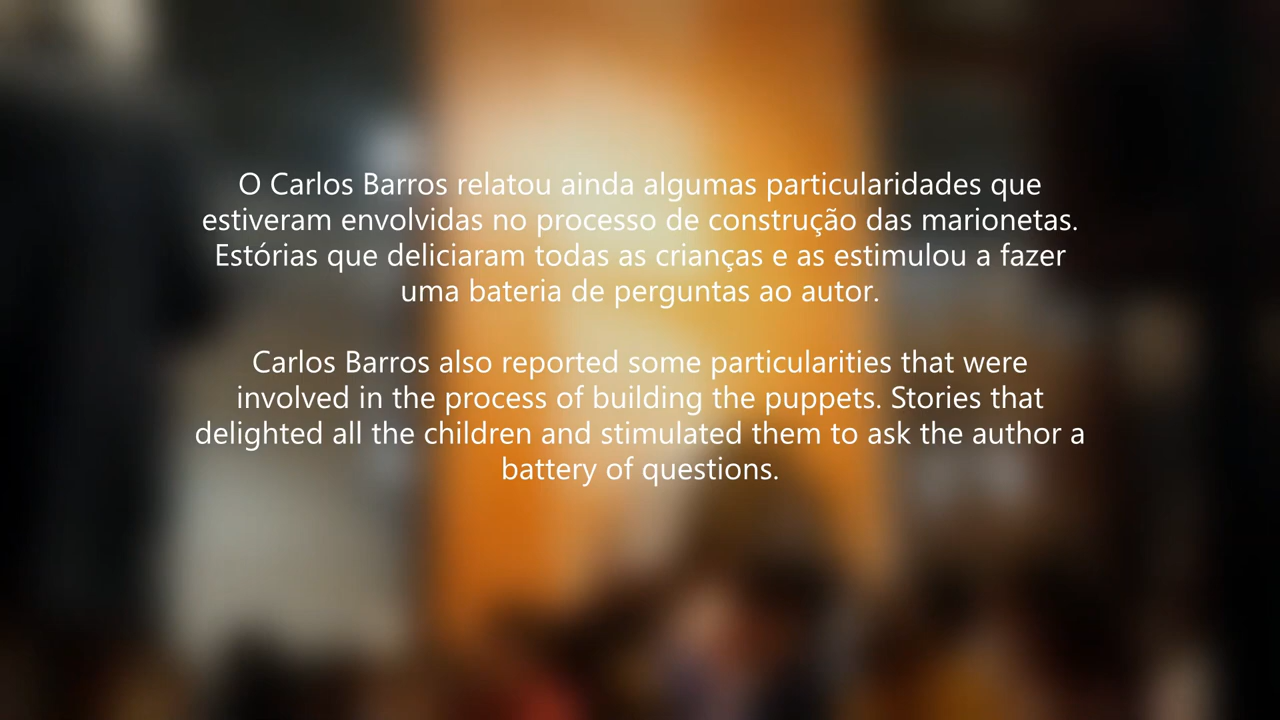 O Carlos Barros relatou ainda algumas particularidades que
estiveram envolvidas no processo de construção das marionetas.
Estórias que deliciaram todas as crianças e as estimulou a fazer
uma bateria de perguntas ao autor.
Carlos Barros also reported some particularities that were
involved in the process of building the puppets. Stories that
delighted all the children and stimulated them to ask the author a
battery of questions.